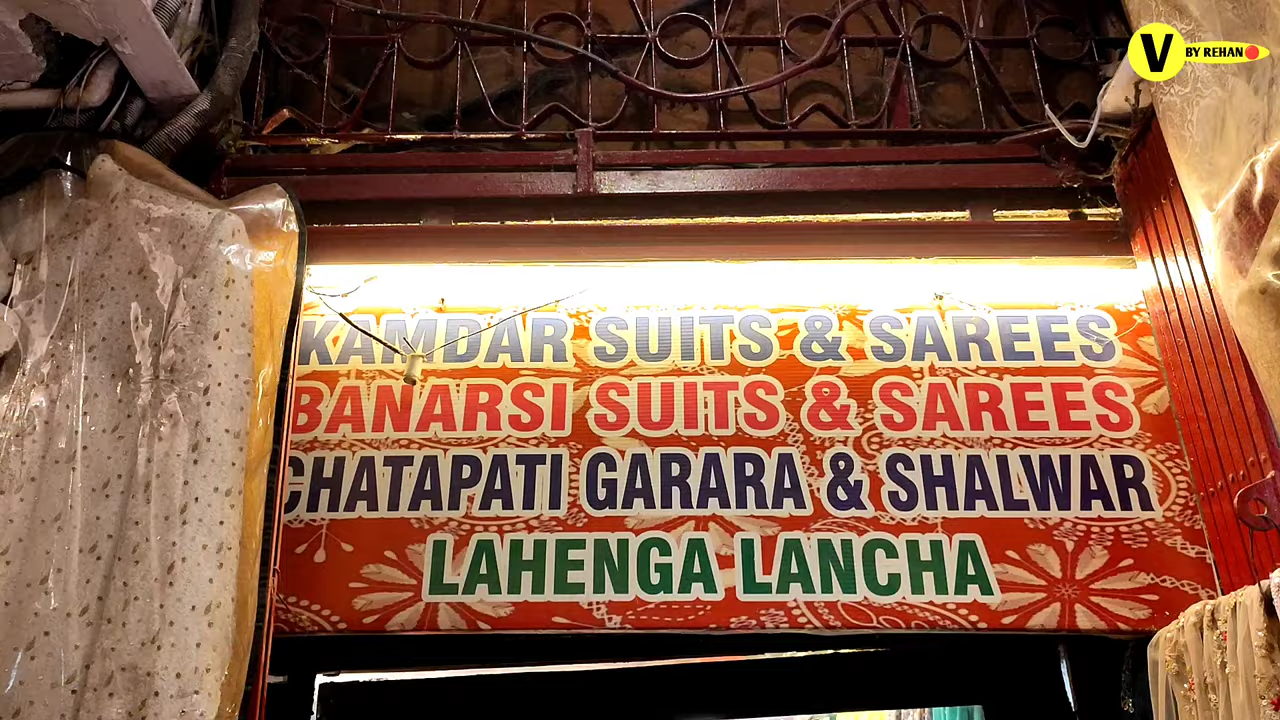 V BY REHAN
KAMDAR SUITS & SAREES
BANARSI SUITS & SAREES
CHATAPATI GARARA & SHALWAR
LAHENGA LANCHA